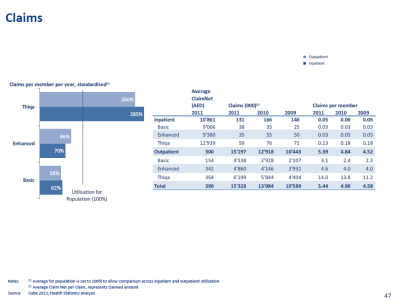 Claims
Outpatient
Inpatient
Claims per member per year, standardised(1)
Thiqa
260%
285%
Enhanced
86%
70%
Basic
58%
62%
Utilisation for
Population (100%)
Average
ClaimNet
(AED) Claims (000)(2) Claims per member
2011 2011 2010 2009 2011 2010 2009
Inpatient 10'861 131 166 146 0.05 0.06 0.06
Basic 9'006 38 35 25 0.03 0.03 0.03
Enhanced 9'380 35 55 50 0.03 0.05 0.05
Thiqa 12'939 59 76 71 0.13 0.18 0.18
Outpatient 300 15'197 12'918 10'443 5.39 4.84 4.52
Basic 154 4'138 2'928 2'107 3.1 2.4 2.3
Enhanced 342 4'860 4'146 3'932 4.6 4.0 4.0
Thiqa 364 6'199 5'844 4'404 14.0 13.8 11.2
Total 390 15'328 13'084 10'589 5.44 4.90 4.58
Notes (1) Average for population is set to 100% to allow comparison across inpatient and outpatient utilisation
(2) Average Claim Net per Claim, represents claimed amount
Source Cube 2011, Health Statistics analysis
47